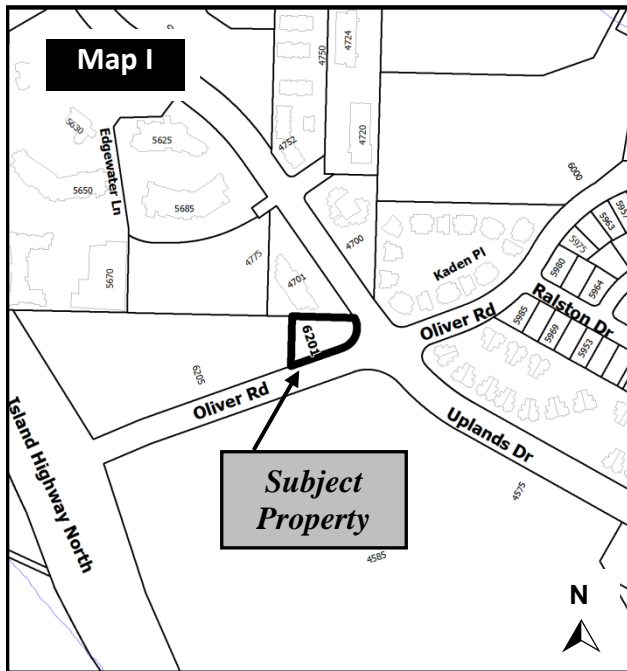 Map I
4750
4724
5630
Edgewater Ln
5625
4752
4720
6000
5650
5685
5963
5957
5975
4700
4775
5980
5964
Kaden Pl
5670
4701
Ralston Dr
6201
Oliver Rd
5985
5969
5953
6205
Oliver Rd
Island Highway North
Uplands Dr
Subject
Property
4575
4585
N